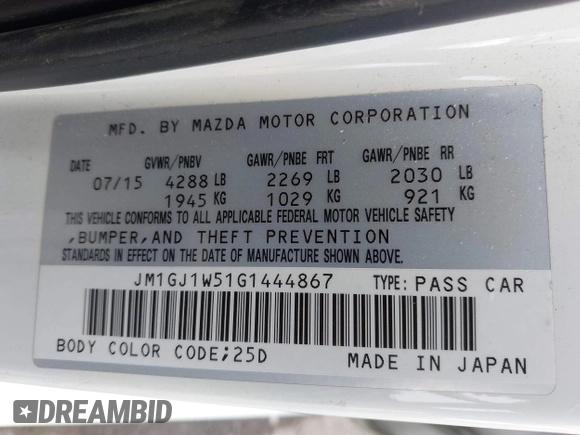 MFD. BY MAZDA MOTOR CORPORATION
GVWR/PNBV GAWR/PNBE FRT GAWR/PNBE RR
07/15 4288 LB 2269 LB 2030 LB
1945 KG 1029 KG 921 KG
THIS VEHICLE CONFORMS TO ALL APPLICABLE FEDERAL MOTOR VEHICLE SAFETY
,BUMPER,AND THEFT PREVENTION
STANDARDS IN EFFECT ON THE DATE OF MANUFACTURE SHOWN ABOVE.
JM1GJ1W51G1444867 TYPE: PASS CAR
BODY COLOR CODE;25D MADE IN JAPAN
DREAMBID